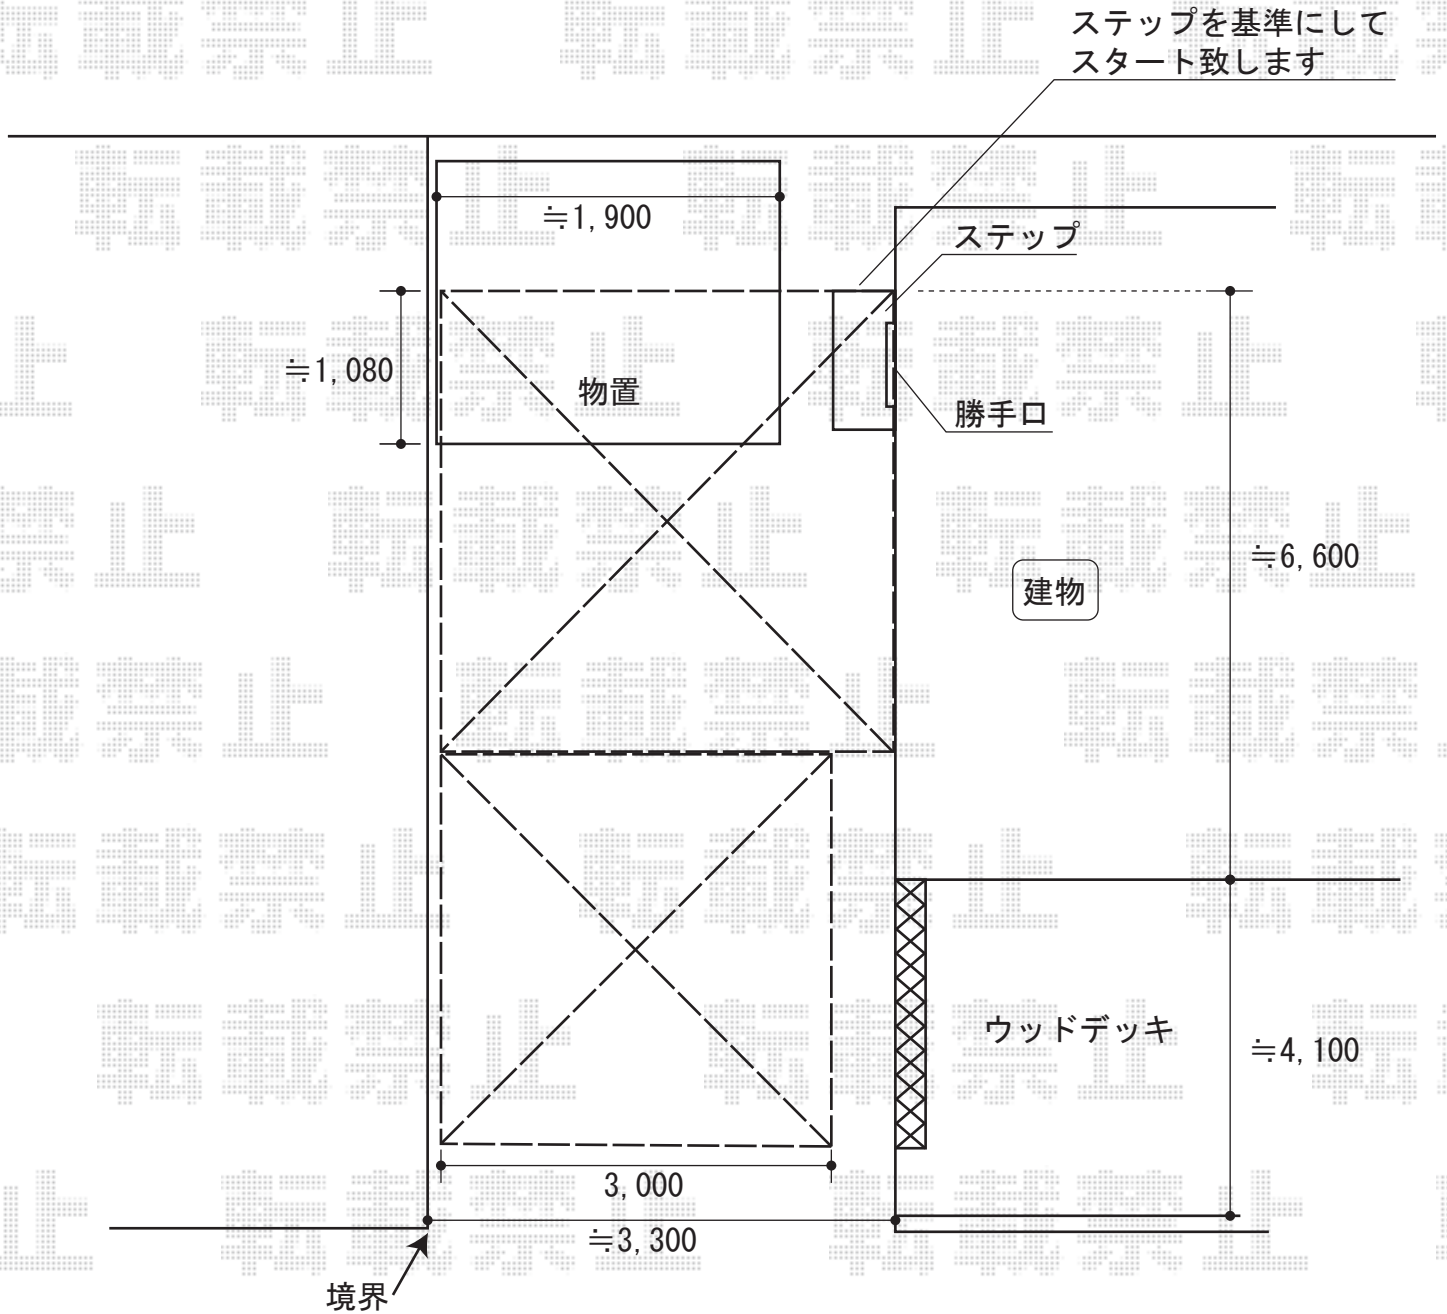 ステップを基準にして
スタート致します
≒1,900
ステップ
≒1,080
物置
勝手口
≒6,600
建物
ウッドデッキ
≒4,100
3,000
≒3,300
境界
転載禁止